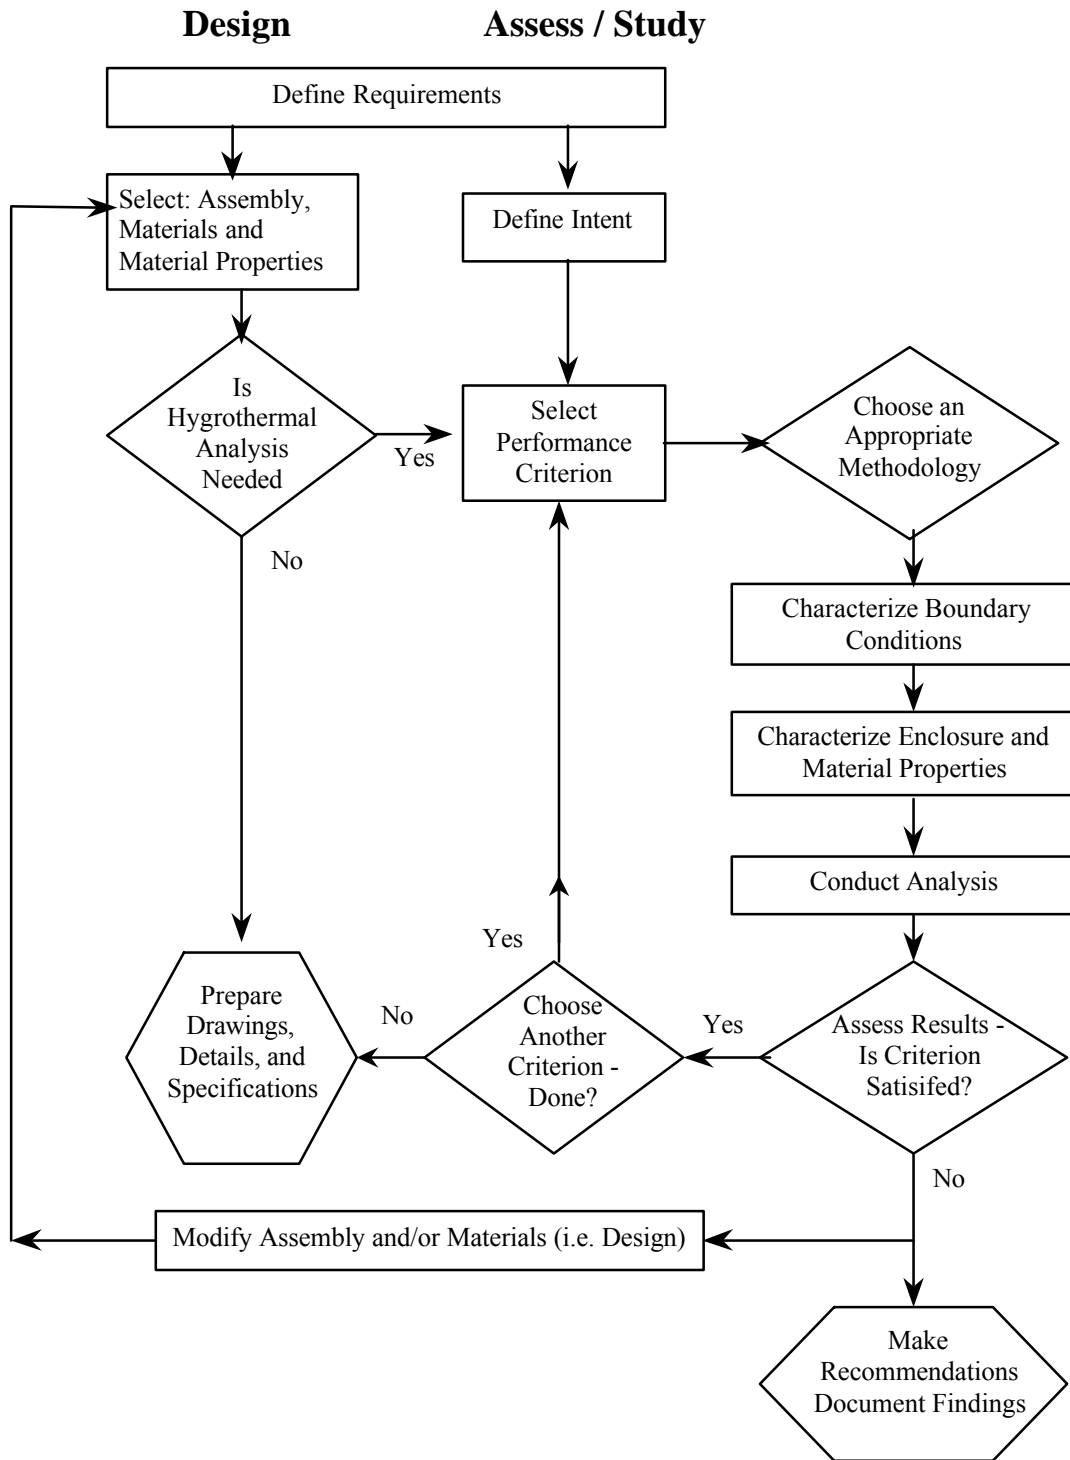 Design
Assess / Study
Define Requirements
Select: Assembly,
Materials and
Material Properties
Define Intent
Is
Hygrothermal
Analysis
Needed
Yes
Select
Performance
Criterion
Choose an
Appropriate
Methodology
No
Characterize Boundary
Conditions
Characterize Enclosure and
Material Properties
Conduct Analysis
Yes
Prepare
Drawings,
Details, and
Specifications
No
Choose
Another
Criterion -
Done?
Yes
Assess Results -
Is Criterion
Satisifed?
No
Modify Assembly and/or Materials (i.e. Design)
Make
Recommendations
Document Findings